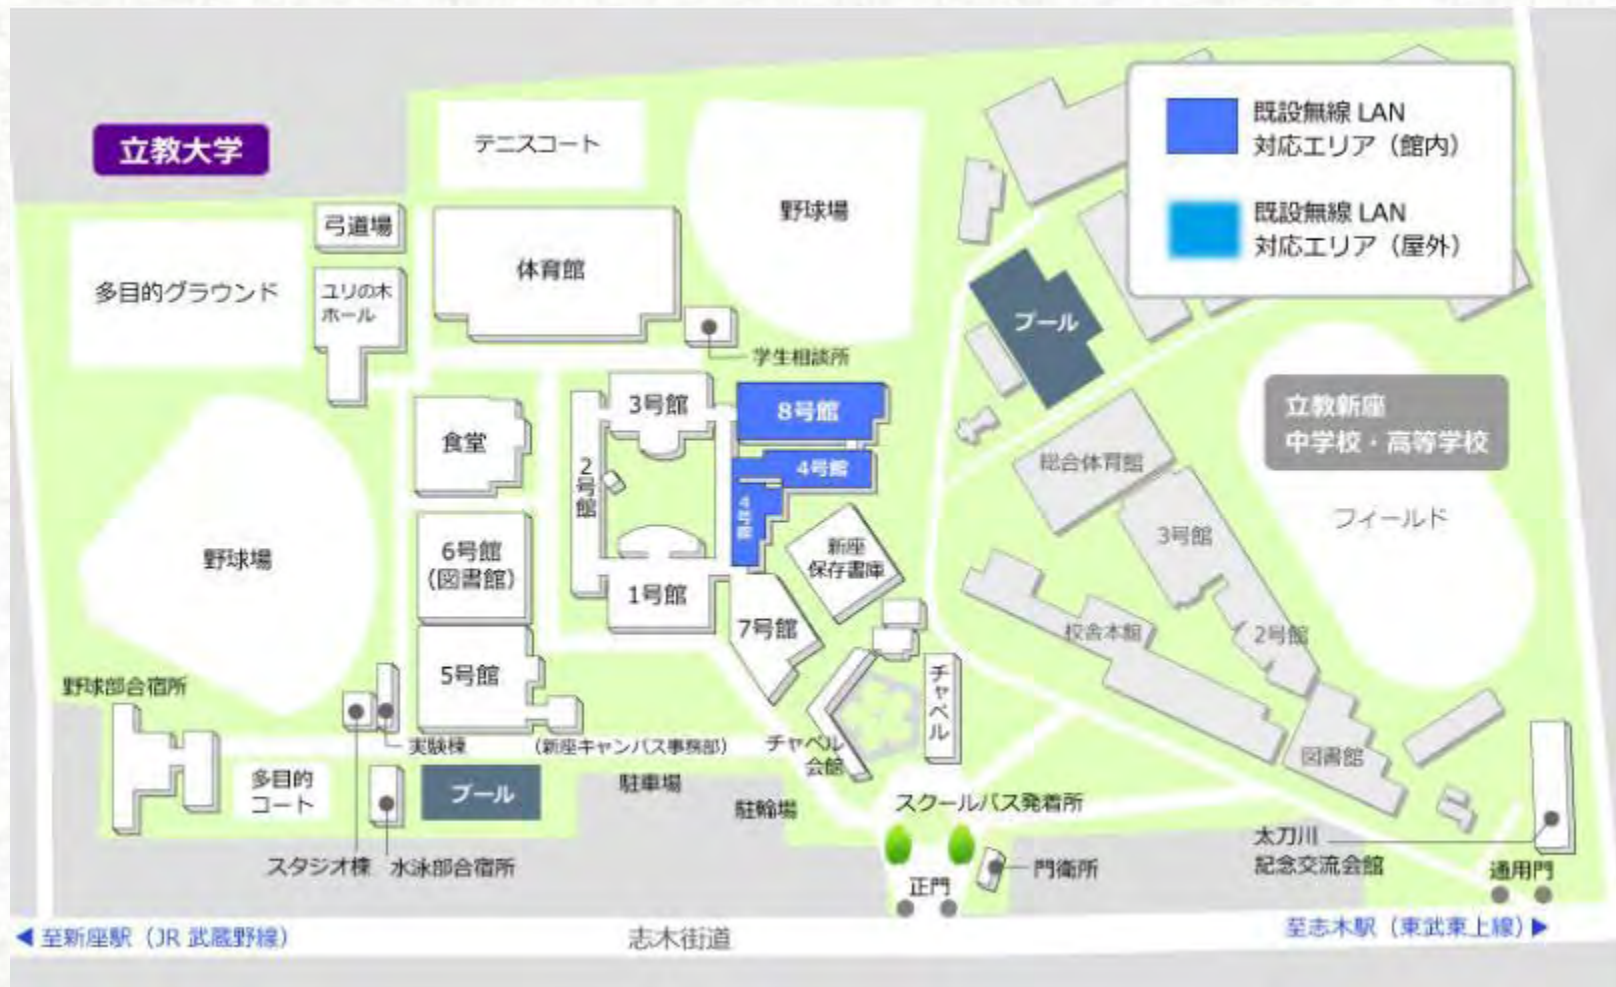 立教大学
テニスコート
野球場
弓道場
体育館
多目的グラウンド
ユリの木
ホール
学生相談所
既設無線 LAN
対応エリア（館内）
既設無線 LAN
対応エリア（屋外）
プール
立教新座
中学校・高等学校
3号館
8号館
食堂
2号館
4号館
4号館
総合体育館
フィールド
野球場
6号館
（図書館）
1号館
新座
保存書庫
3号館
7号館
校舎本館
2号館
5号館
チャペル
野球部合宿所
実験棟
（新座キャンパス事務部）
チャペル
会館
図書館
多目的
コート
プール
駐車場
駐輪場
スクールバス発着所
スタジオ棟
水泳部合宿所
正門
門衛所
太刀川
記念交流会館
通用門
◀ 至新座駅（JR 武蔵野線）
志木街道
至志木駅（東武東上線）▶